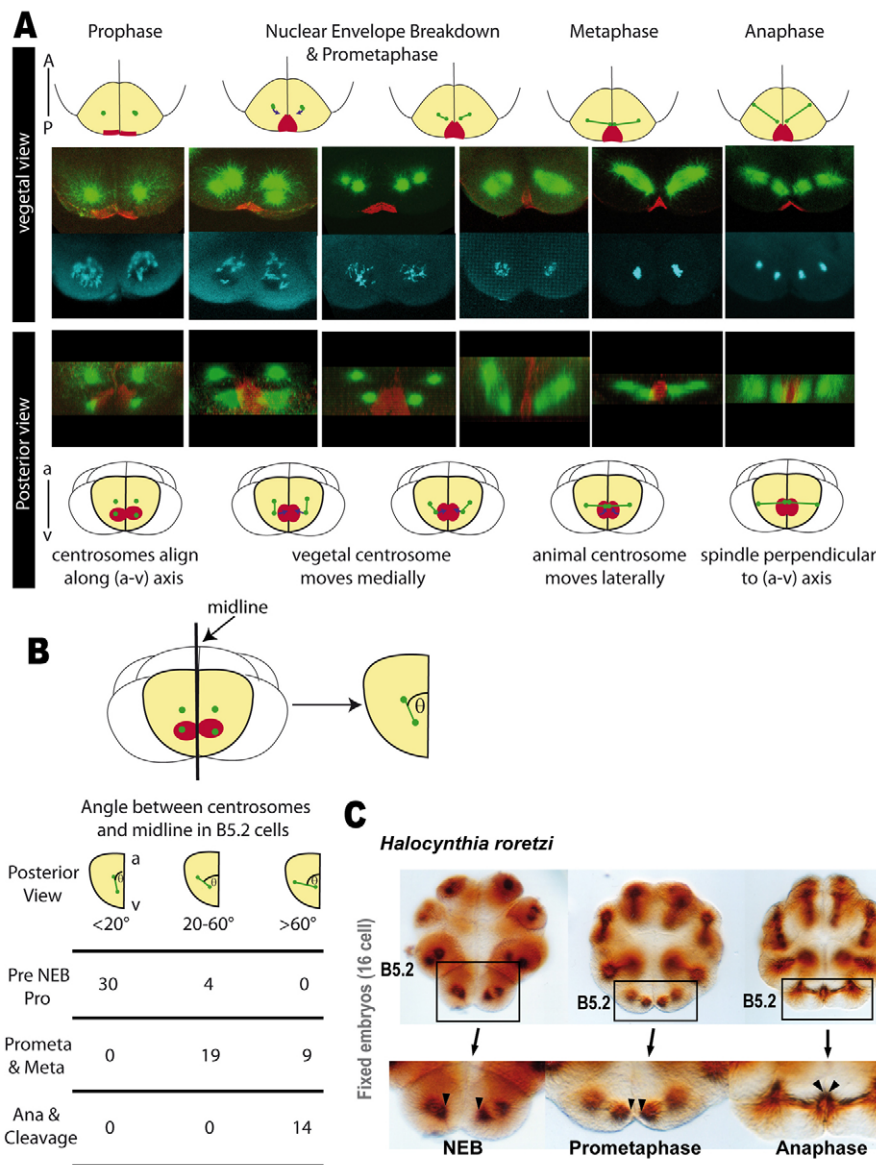 A
Prophase
Nuclear Envelope Breakdown
& Prometaphase
Metaphase
Anaphase
A
P
vegetal view
Posterior view
a
v
centrosomes align
along (a-v) axis
vegetal centrosome
moves medially
animal centrosome
moves laterally
spindle perpendicular
to (a-v) axis
B
midline
θ
Angle between centrosomes
and midline in B5.2 cells
Posterior
View
θ
a
v
θ
θ
<20°
20-60°
>60°
Pre NEB
Pro
30
4
0
Prometa
& Meta
0
19
9
Ana &
Cleavage
0
0
14
C
Halocynthia roretzi
Fixed embryos (16 cell)
B5.2
B5.2
B5.2
NEB
Prometaphase
Anaphase